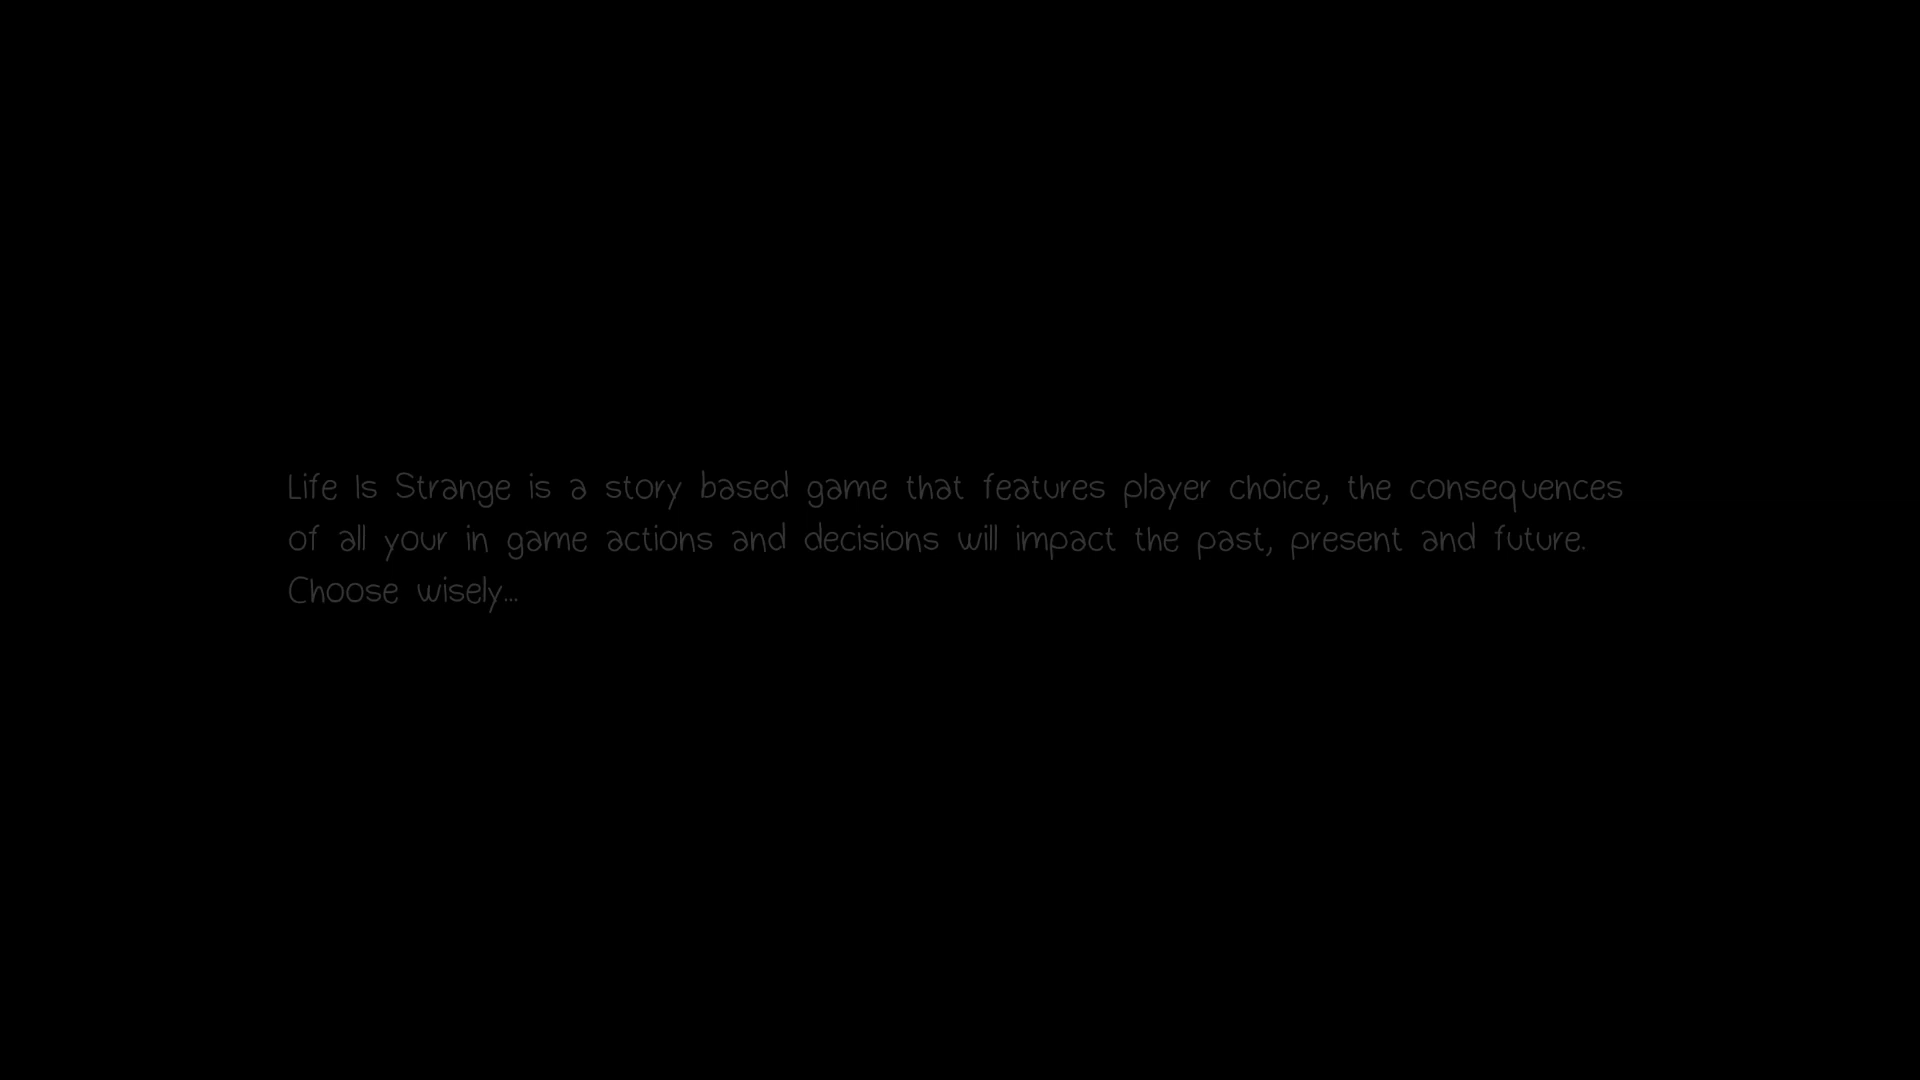 Life Is Strange is a story based game that features player choice, the consequences
of all your in game actions and decisions will impact the past, present and future.
Choose wisely...